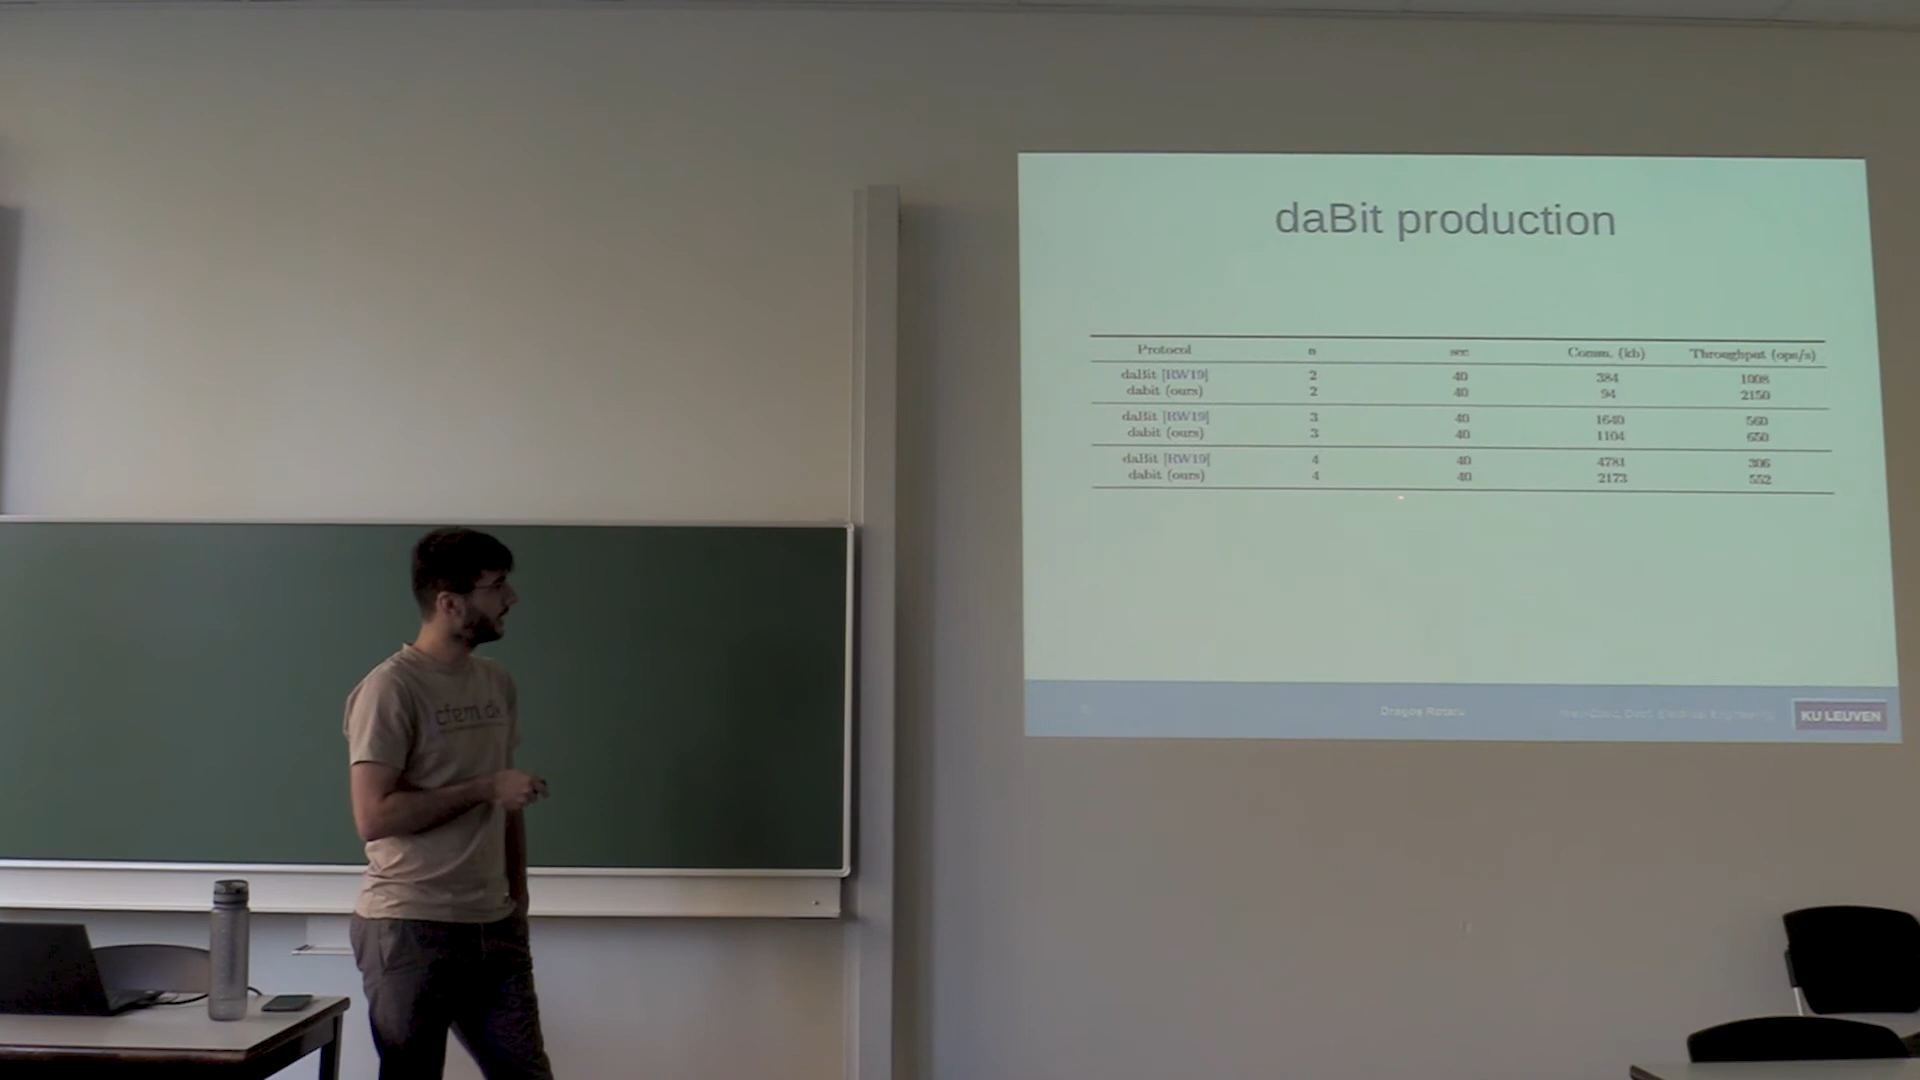 daBit production
Protocol n sec Comm. (kb) Throughput (ops/s)
daBit [RW19] 2 40 384 1008
dabit (ours) 2 40 94 2150
daBit [RW19] 3 40 1640 560
dabit (ours) 3 40 1104 650
daBit [RW19] 4 40 4781 306
dabit (ours) 4 40 2173 552
Dragos Rotaru
KU LEUVEN